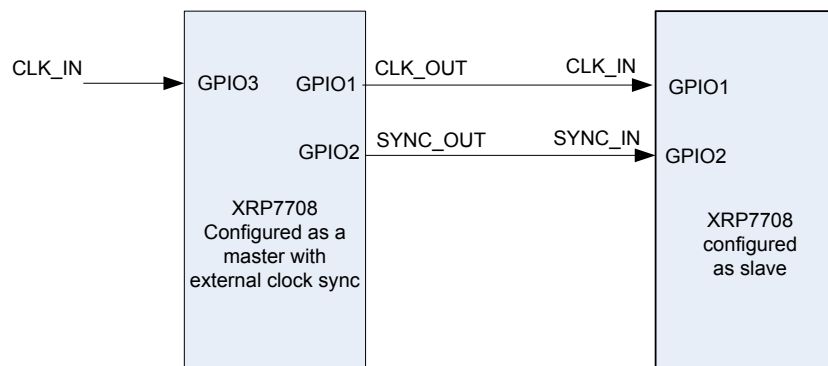 CLK_IN
GPIO3
GPIO1
CLK_OUT
CLK_IN
GPIO1
GPIO2
SYNC_OUT
SYNC_IN
GPIO2
XRP7708
Configured as a
master with
external clock sync
XRP7708
configured
as slave